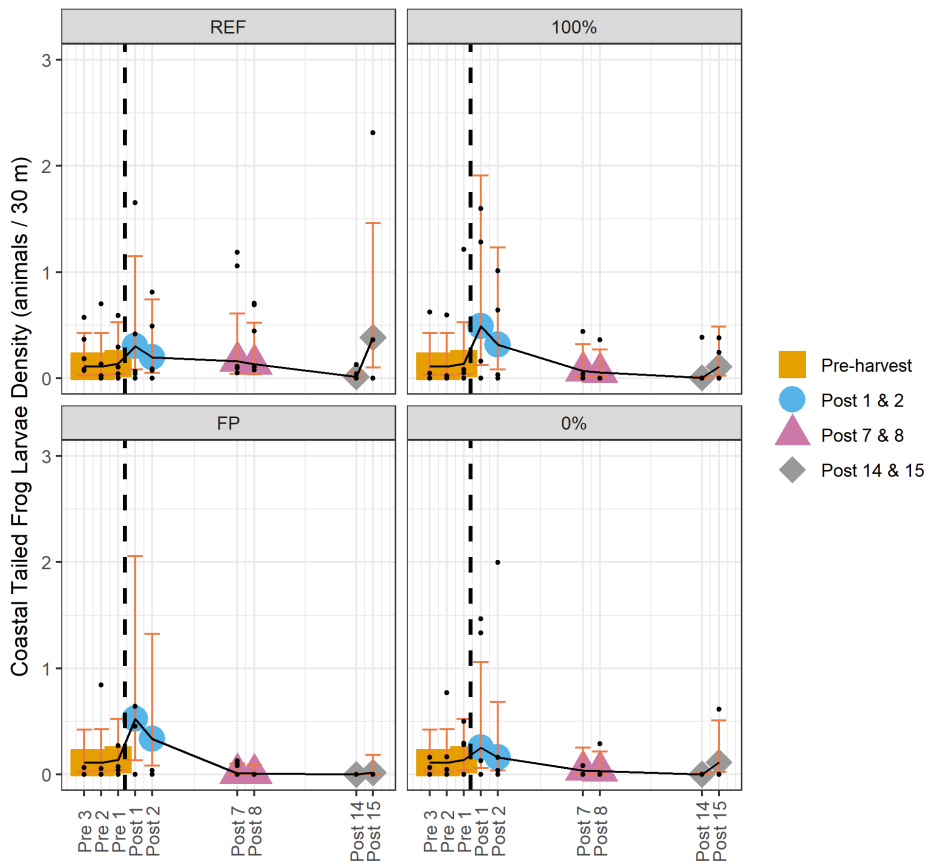 REF
100%
3
2
1
0
Coastal Tailed Frog Larvae Density (animals / 30 m)
FP
0%
3
2
1
0
Pre 3
Pre 2
Pre 1
Post 1
Post 2
Post 7
Post 8
Post 14
Post 15
Pre 3
Pre 2
Pre 1
Post 1
Post 2
Post 7
Post 8
Post 14
Post 15
Pre-harvest
Post 1 & 2
Post 7 & 8
Post 14 & 15